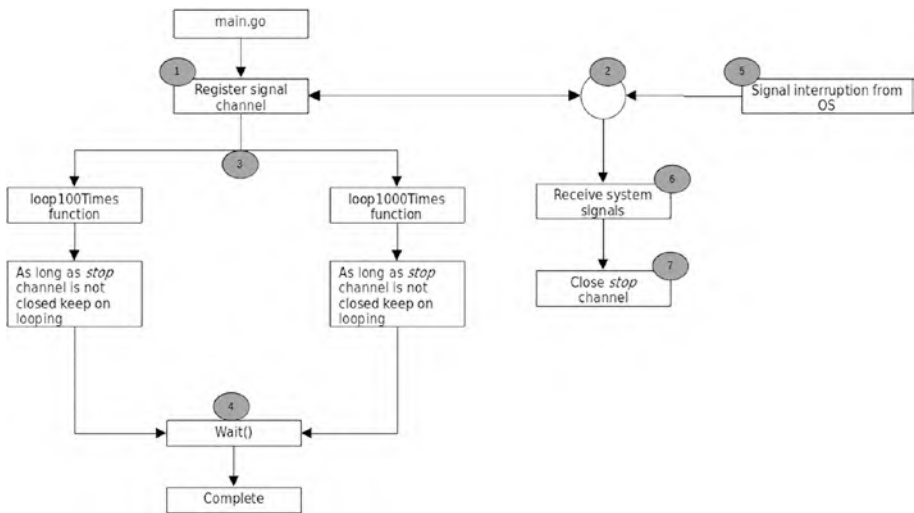 main.go
1
Register signal
channel
2
5
Signal interruption from
OS
3
loop100Times
function
loop1000Times
function
6
Receive system
signals
As long as stop
channel is not
closed keep on
looping
As long as stop
channel is not
closed keep on
looping
7
Close stop
channel
4
Wait()
Complete